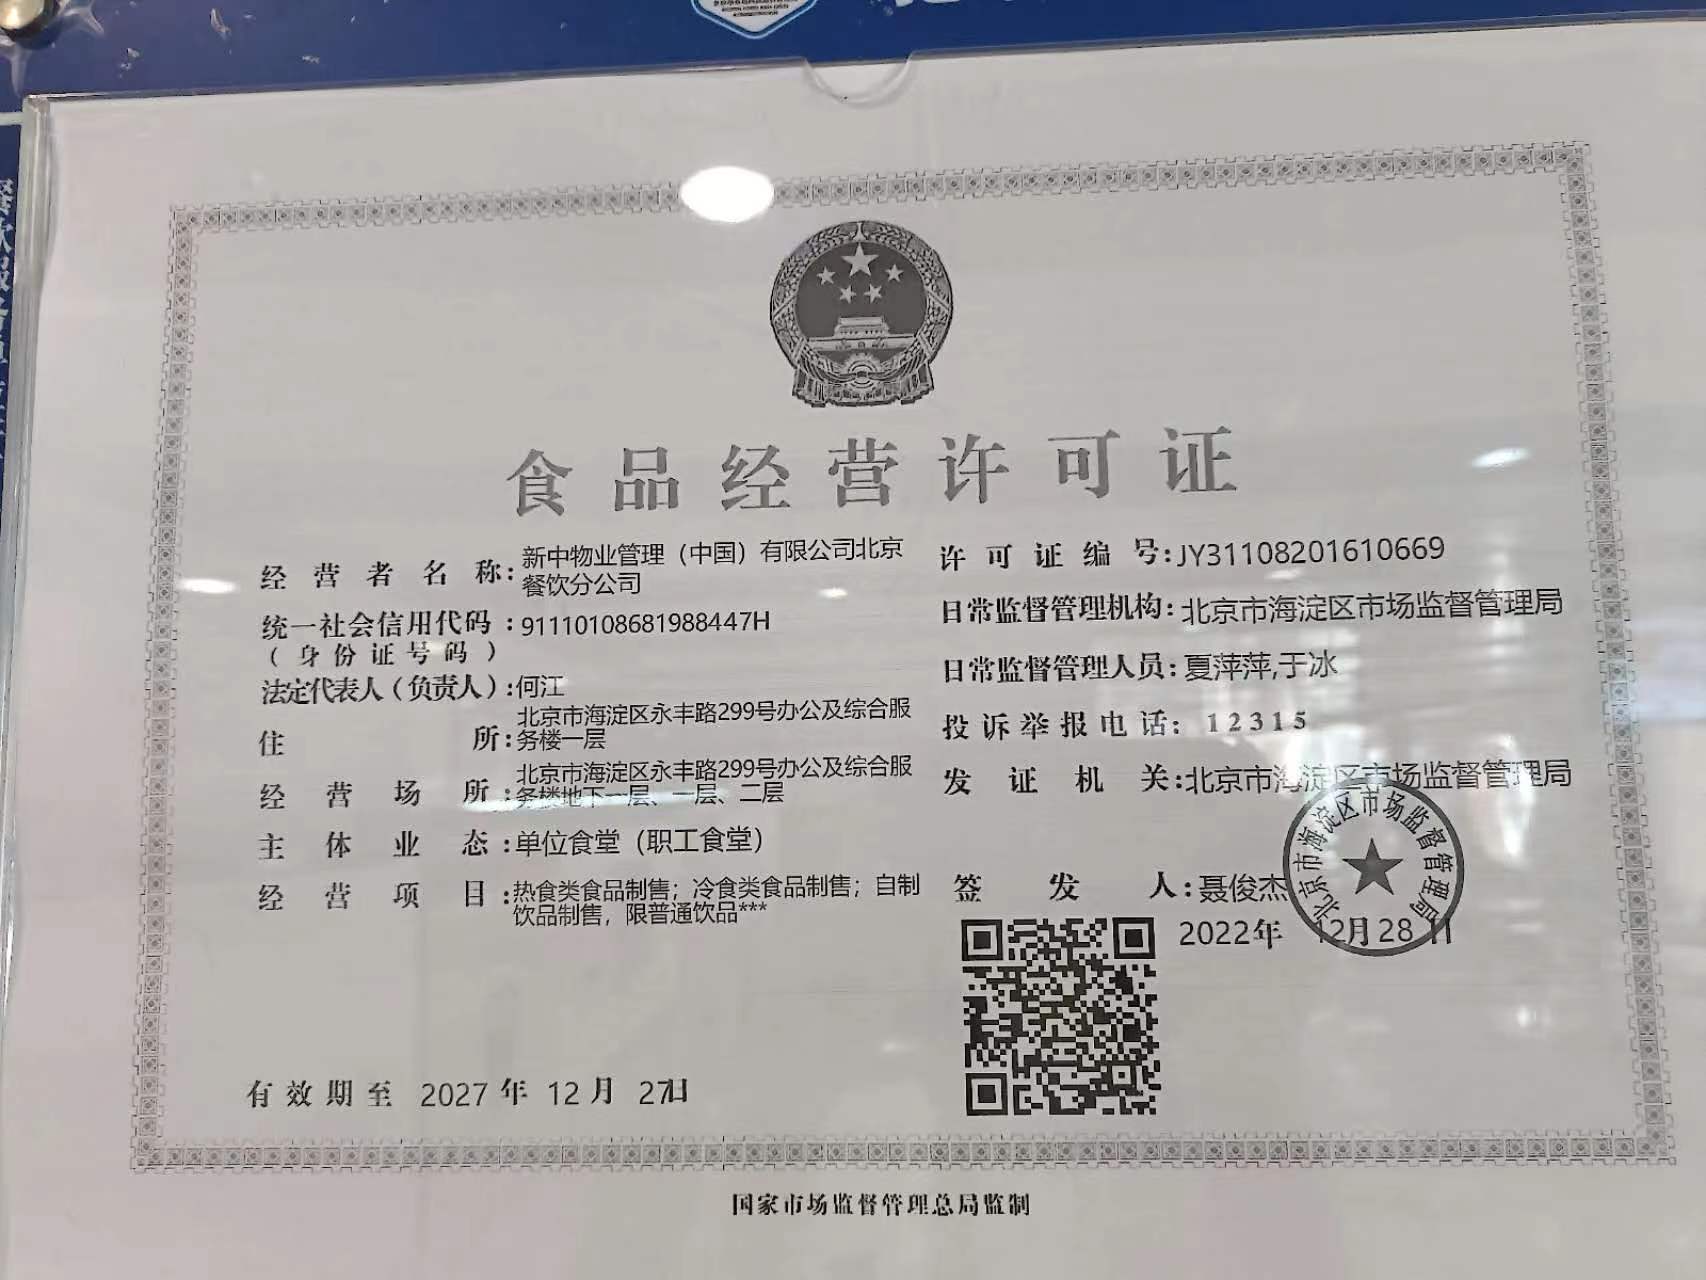 食品经营许可证
经营者名称:新中物业管理（中国）有限公司北京
餐饮分公司
统一社会信用代码:91110108681988447H
(身份证号码)
法定代表人(负责人):何江
住所:北京市海淀区永丰路299号办公及综合服
务楼一层
经营场所:北京市海淀区永丰路299号办公及综合服
务楼地下一层、一层、二层
主体业态:单位食堂（职工食堂）
经营项目:热食类食品制售；冷食类食品制售；自制
饮品制售，限普通饮品***
许可证编号:JY31108201610669
日常监督管理机构:北京市海淀区市场监督管理局
日常监督管理人员:夏萍萍,于冰
投诉举报电话:12315
发证机关:北京市海淀区市场监督管理局
北京市海淀区市场监督管理局
签发人:聂俊杰
2022年 12月28日
有效期至 2027年12月27日
国家市场监督管理总局监制